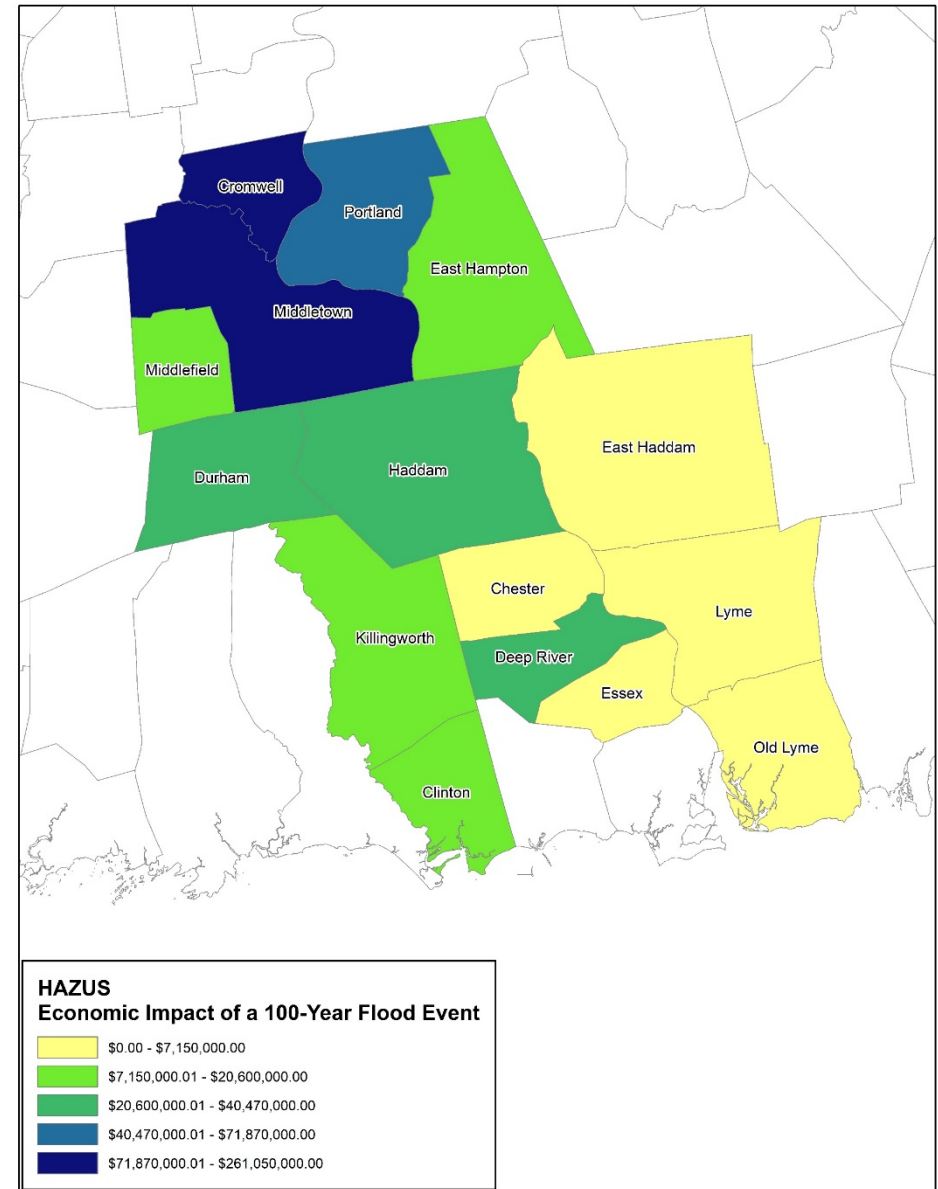 Cromwell
Portland
East Hampton
Middletown
Middlefield
East Haddam
Haddam
Durham
Chester
Lyme
Killingworth
Deep River
Essex
Old Lyme
Clinton
HAZUS
Economic Impact of a 100-Year Flood Event
$0.00 - $7,150,000.00
$7,150,000.01 - $20,600,000.00
$20,600,000.01 - $40,470,000.00
$40,470,000.01 - $71,870,000.00
$71,870,000.01 - $261,050,000.00